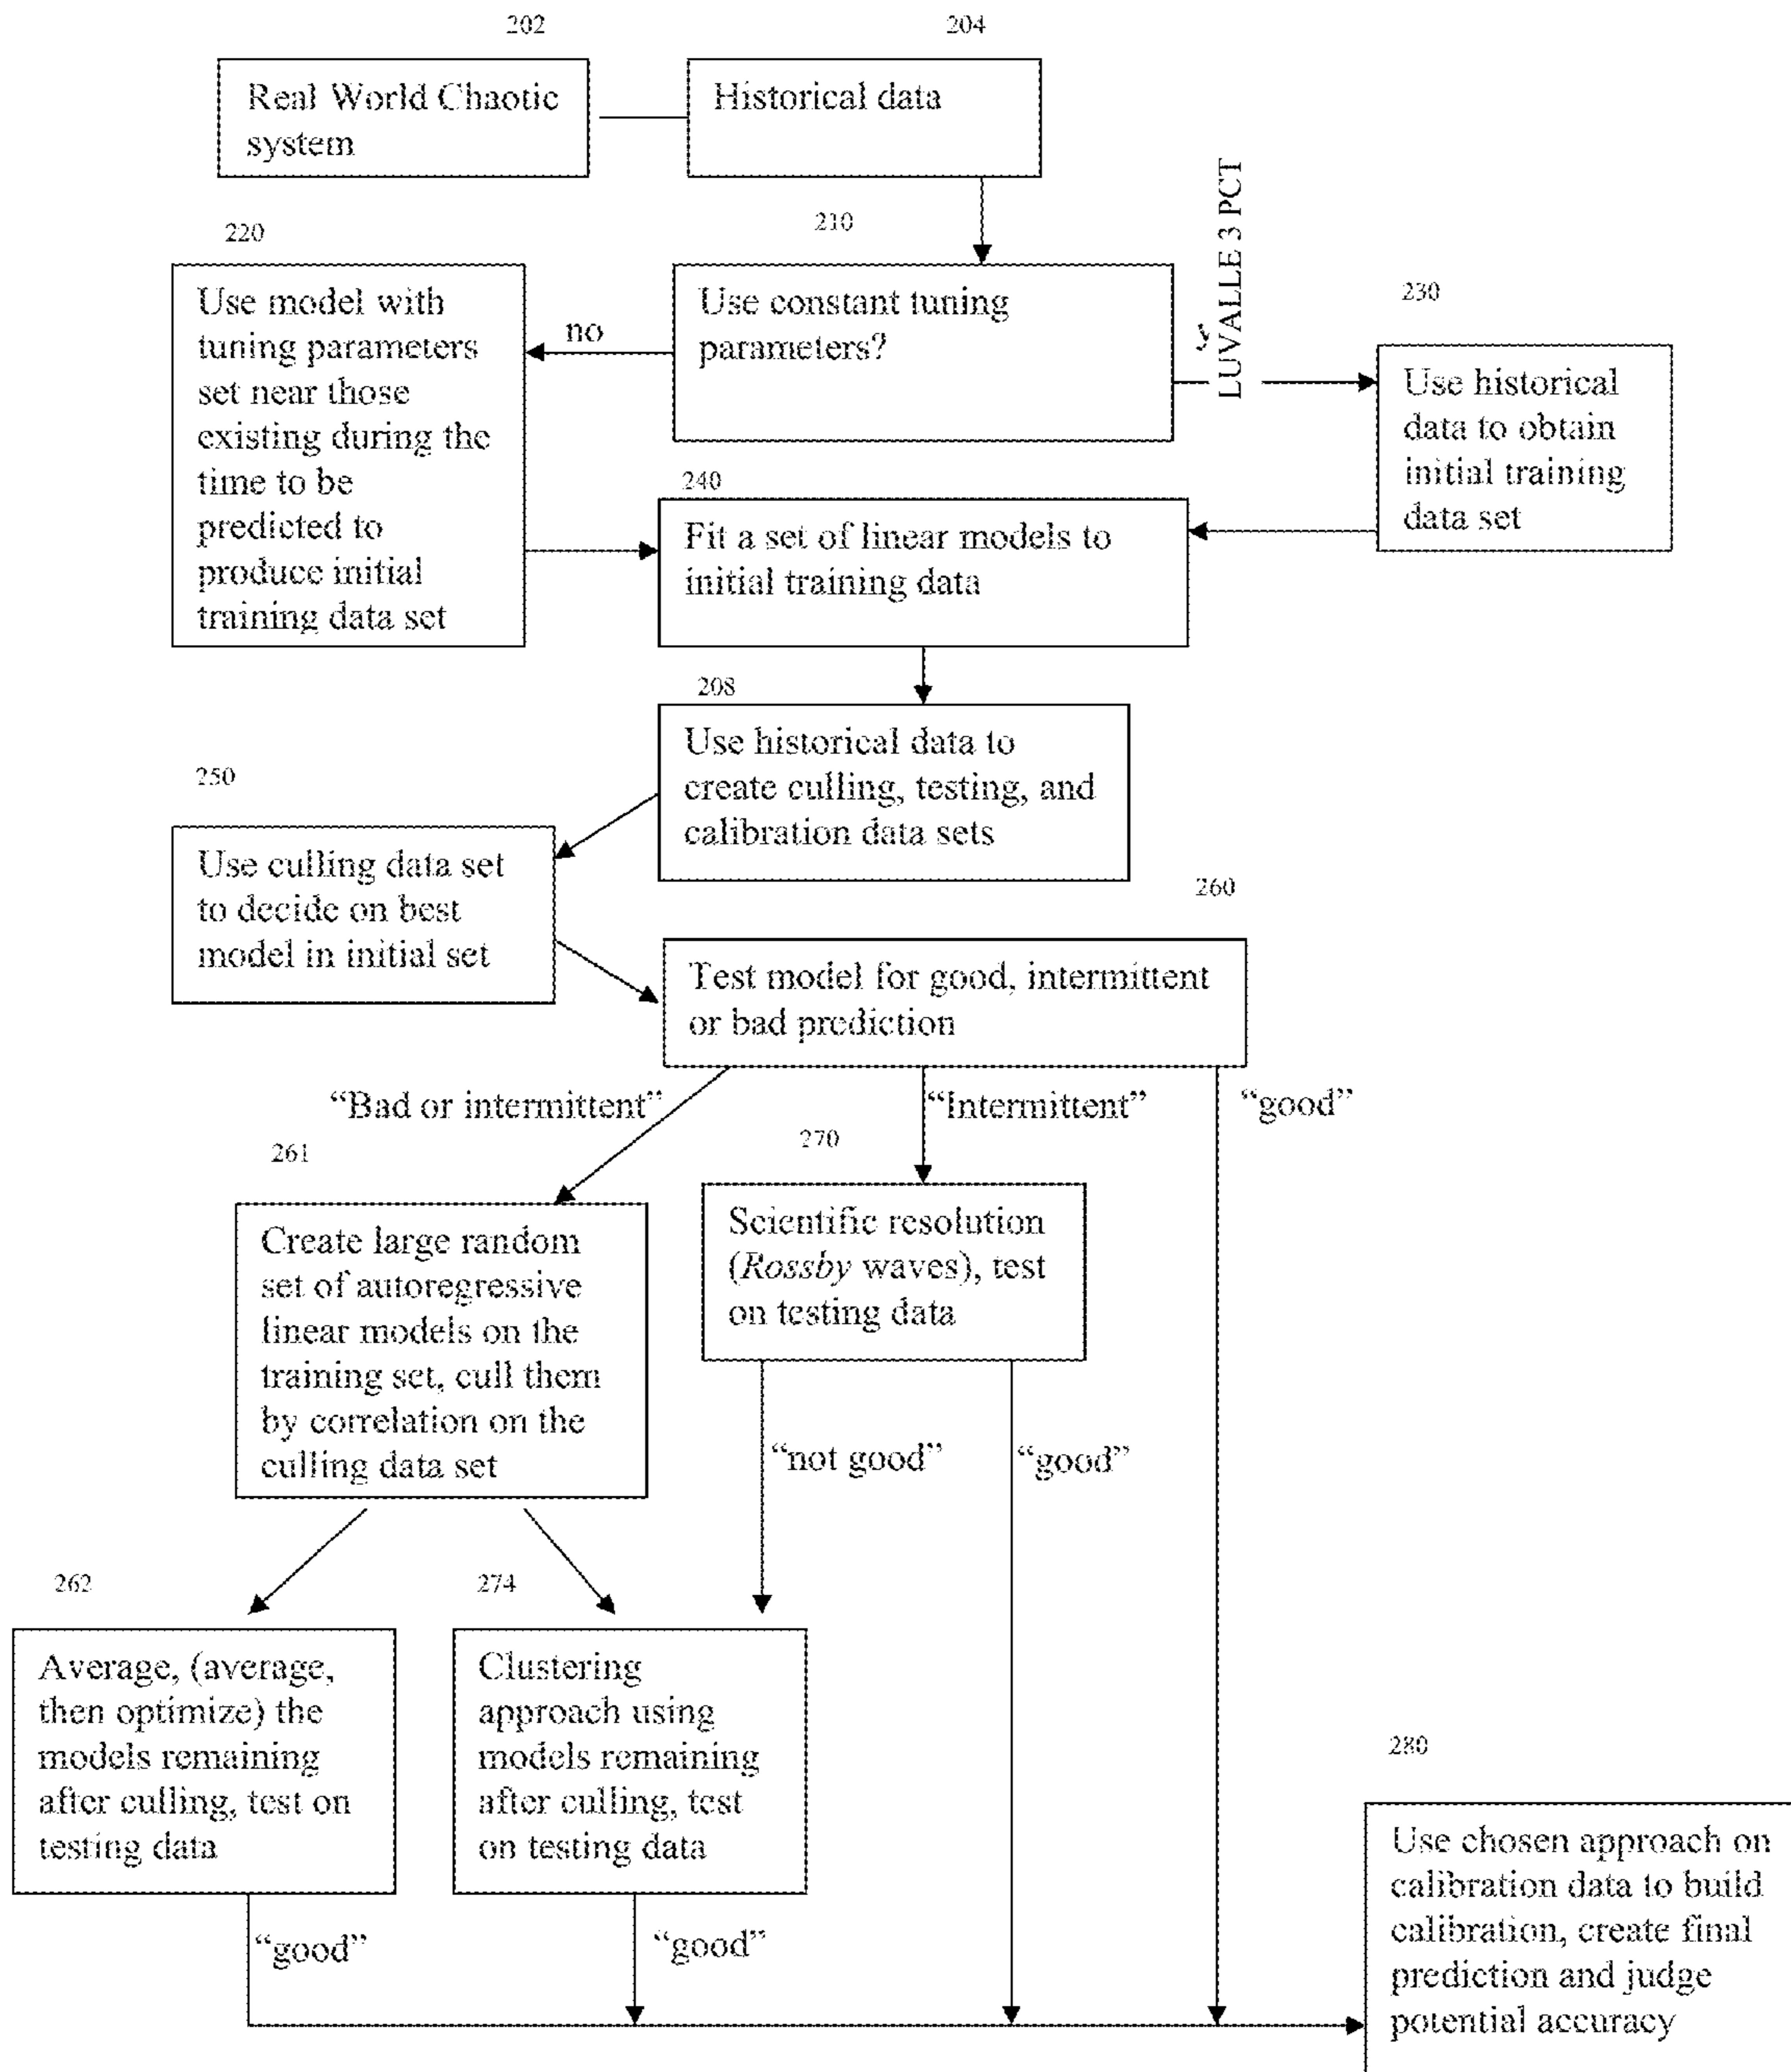 202
204
Real World Chaotic
system
Historical data
210
LUVALLE 3 PCT
220
230
Use model with
tuning parameters
set near those
existing during the
time to be
predicted to
produce initial
training data set
no
Use constant tuning
parameters?
Use historical
data to obtain
initial training
data set
240
Fit a set of linear models to
initial training data
208
Use historical data to
create culling, testing, and
calibration data sets
250
Use culling data set
to decide on best
model in initial set
260
Test model for good, intermittent
or bad prediction
“Bad or intermittent”
“Intermittent”
“good”
261
270
Create large random
set of autoregressive
linear models on the
training set, cull them
by correlation on the
culling data set
Scientific resolution
(Rossby waves), test
on testing data
“not good”
“good”
262
274
Average, (average,
then optimize) the
models remaining
after culling, test on
testing data
Clustering
approach using
models remaining
after culling, test
on testing data
280
Use chosen approach on
calibration data to build
calibration, create final
prediction and judge
potential accuracy
“good”
“good”